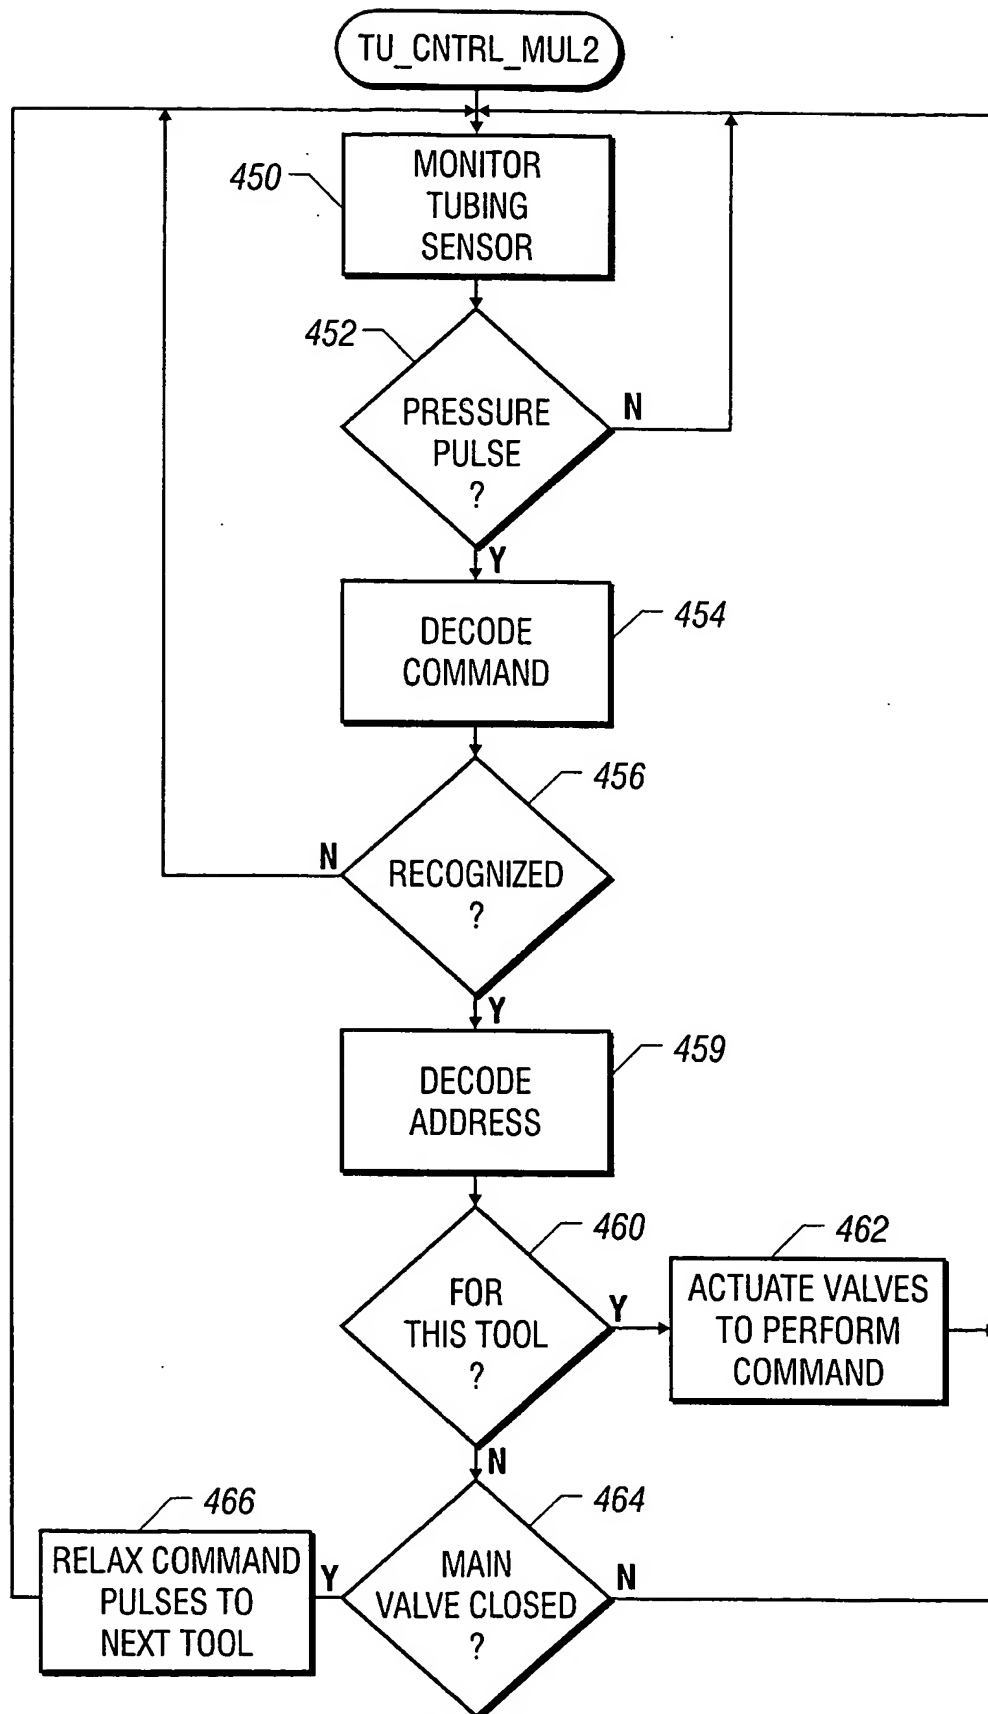 TU_CNTRL_MUL2
450
MONITOR
TUBING
SENSOR
452
PRESSURE
PULSE
?
N
Y
454
DECODE
COMMAND
456
N
RECOGNIZED
?
Y
459
DECODE
ADDRESS
460
FOR
THIS TOOL
?
Y
462
ACTUATE VALVES
TO PERFORM
COMMAND
N
464
MAIN
VALVE CLOSED
?
N
Y
466
RELAX COMMAND
PULSES TO
NEXT TOOL